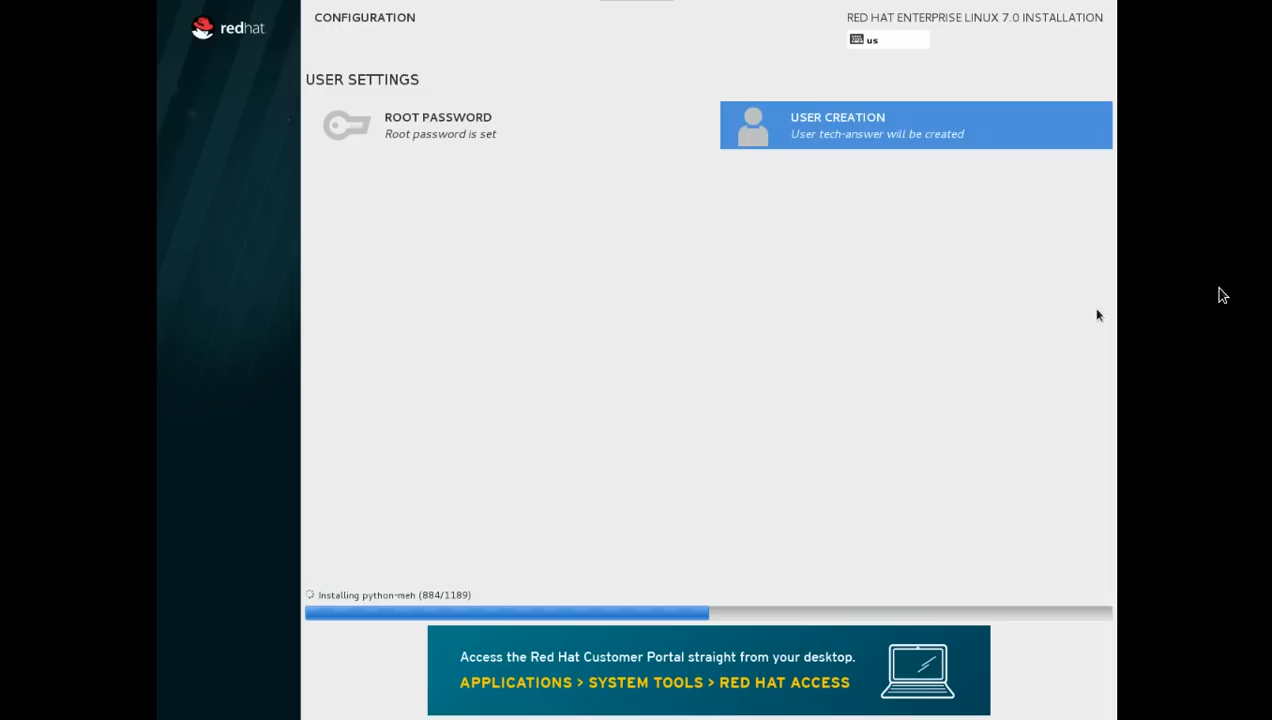 redhat
CONFIGURATION
RED HAT ENTERPRISE LINUX 7.0 INSTALLATION
us
USER SETTINGS
ROOT PASSWORD
Root password is set
USER CREATION
User tech-answer will be created
Installing python-meh (884/1189)
Access the Red Hat Customer Portal straight from your desktop.
APPLICATIONS > SYSTEM TOOLS > RED HAT ACCESS